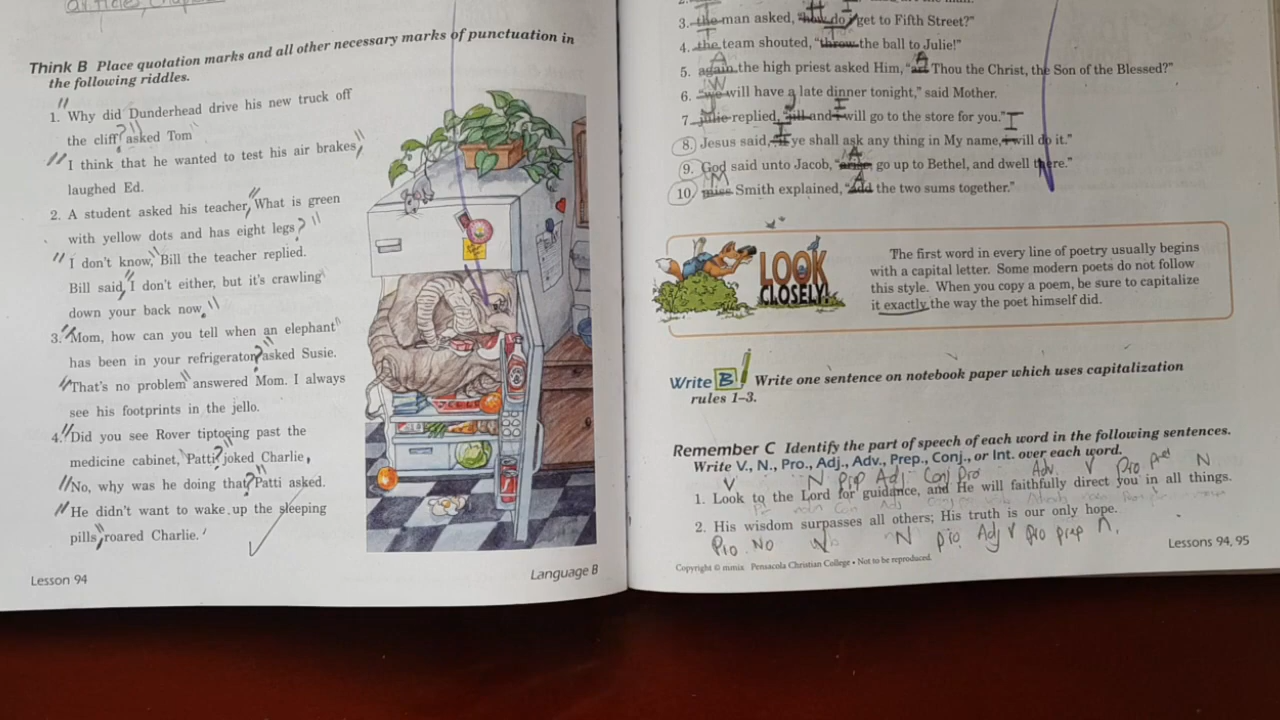 Think B Place quotation marks and all other necessary marks of punctuation in
the following riddles.
1. Why did Dunderhead drive his new truck off
the cliff? asked Tom
I think that he wanted to test his air brakes,
laughed Ed.
2. A student asked his teacher, What is green
with yellow dots and has eight legs?
I don't know, Bill the teacher replied.
Bill said, I don't either, but it's crawling
down your back now.
3. Mom, how can you tell when an elephant
has been in your refrigerator? asked Susie.
"That's no problem" answered Mom. I always
see his footprints in the jello.
4. "Did you see Rover tiptoeing past the
medicine cabinet, Patti? joked Charlie,
"No, why was he doing that?" Patti asked.
"He didn't want to wake up the sleeping
pills, roared Charlie.
Lesson 94
Language B
3. the man asked, "how do I get to Fifth Street?"
4. the team shouted, "throw the ball to Julie!"
5. again the high priest asked Him, "art Thou the Christ, the Son of the Blessed?"
6. "we will have a late dinner tonight," said Mother.
7. julie replied, "jill and i will go to the store for you."
8. Jesus said, "If ye shall ask any thing in My name, i will do it."
9. God said unto Jacob, "arise, go up to Bethel, and dwell there."
10. miss Smith explained, "add the two sums together."
LOOK
CLOSELY!
The first word in every line of poetry usually begins
with a capital letter. Some modern poets do not follow
this style. When you copy a poem, be sure to capitalize
it exactly the way the poet himself did.
Write B Write one sentence on notebook paper which uses capitalization
rules 1–3.
Remember C Identify the part of speech of each word in the following sentences.
Write V., N., Pro., Adj., Adv., Prep., Conj., or Int. over each word.
V N Prp Adj Conj Pro Adv. V Pro Pre N
1. Look to the Lord for guidance, and He will faithfully direct you in all things.
2. His wisdom surpasses all others; His truth is our only hope.
Pro No Vb N pro. Adj V pro prep n.
Lessons 94, 95
Copyright © mmix Pensacola Christian College • Not to be reproduced.